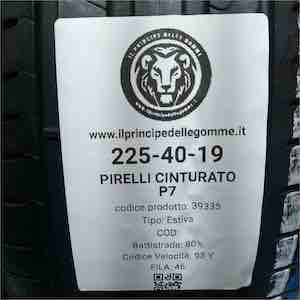 IL PRINCIPE DELLE GOMME
www.ilprincipedellegomme.it
225-40-19
PIRELLI CINTURATO
P7
codice prodotto: 39335
Tipo: Estiva
COD:
Battistrada: 80%
Codice Velocità: 93 Y
FILA: 46